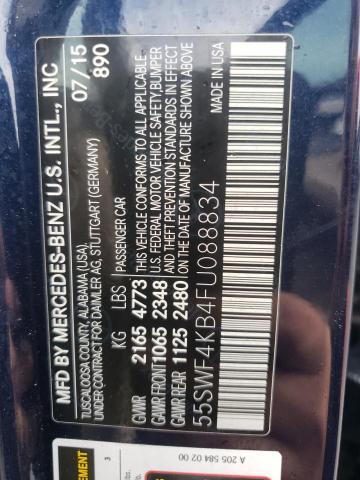 MFD BY MERCEDES-BENZ U.S. INTL., INC
TUSCALOOSA COUNTY, ALABAMA (USA)
UNDER CONTRACT FOR DAIMLER AG, STUTTGART (GERMANY)
07/15
890
KG LBS
PASSENGER CAR
GVWR 2165 4773
GAWR FRONT 1065 2348
GAWR REAR 1125 2480
THIS VEHICLE CONFORMS TO ALL APPLICABLE
U.S. FEDERAL MOTOR VEHICLE SAFETY, BUMPER
AND THEFT PREVENTION STANDARDS IN EFFECT
ON THE DATE OF MANUFACTURE SHOWN ABOVE
55SWF4KB4FU088834
MADE IN USA
A 205 584 02 00
3